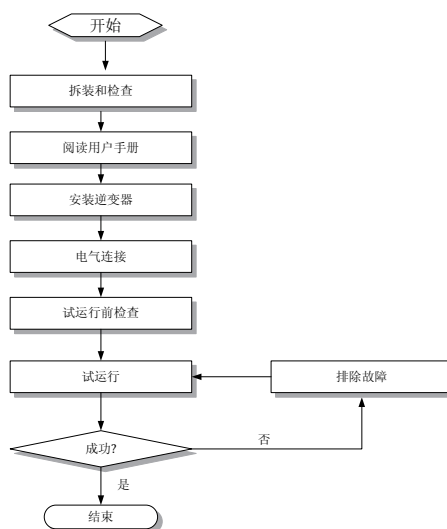 开始
拆装和检查
阅读用户手册
安装逆变器
电气连接
试运行前检查
试运行
排除故障
成功?
否
是
结束